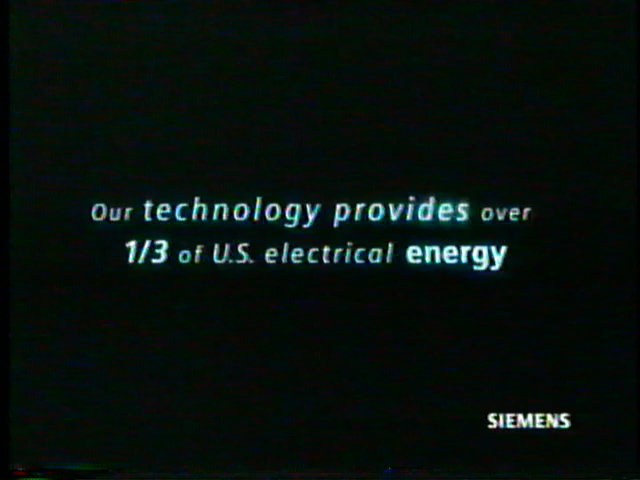 Our technology provides over
1/3 of U.S. electrical energy
SIEMENS